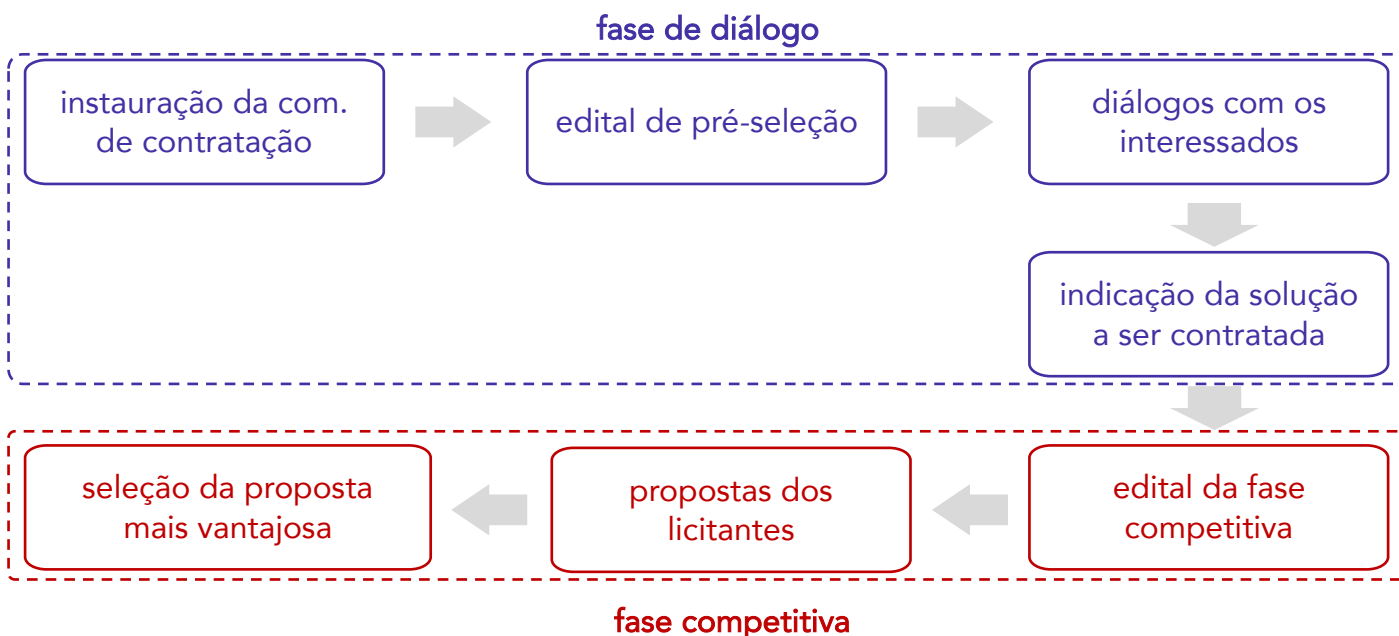 fase de diálogo
instauração da com.
de contratação
edital de pré-seleção
diálogos com os
interessados
indicação da solução
a ser contratada
edital da fase
competitiva
propostas dos
licitantes
seleção da proposta
mais vantajosa
fase competitiva